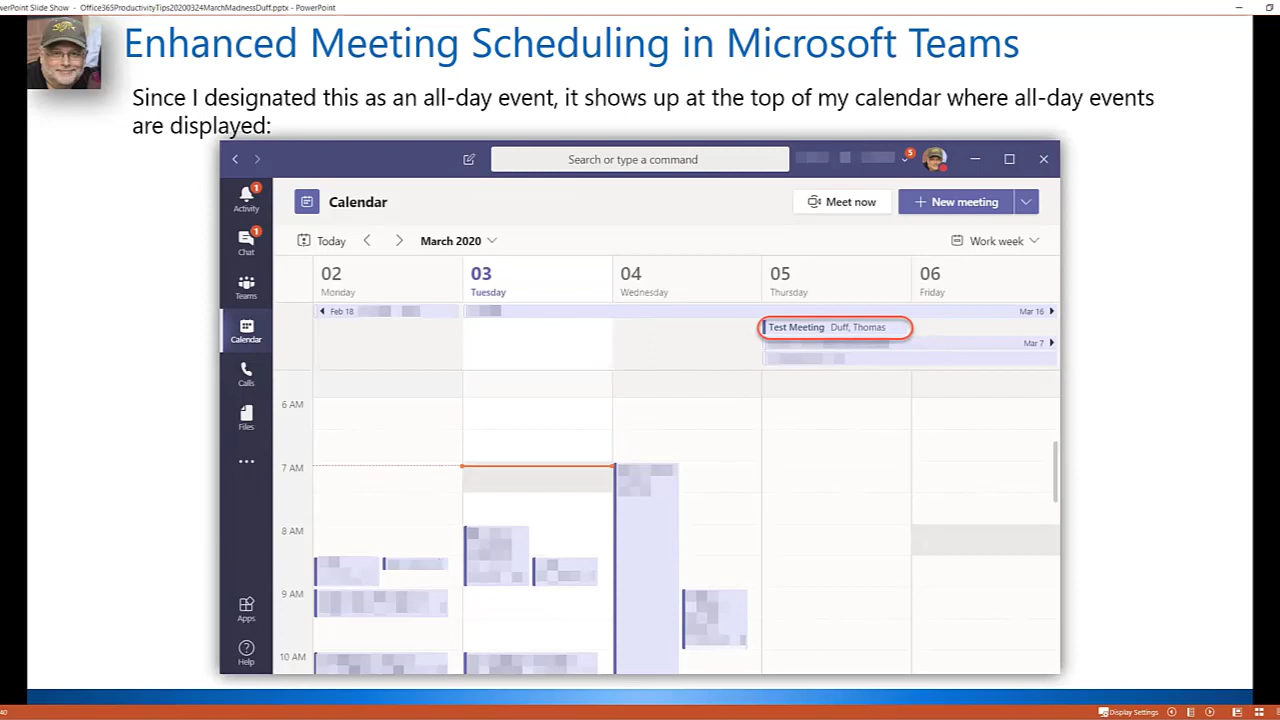 PowerPoint Slide Show - Office365ProductivityTips20200324MarchMadnessDuff.pptx - PowerPoint
Enhanced Meeting Scheduling in Microsoft Teams
Since I designated this as an all-day event, it shows up at the top of my calendar where all-day events
are displayed:
Search or type a command
5
Activity
1
Calendar
Meet now
New meeting
Chat
1
Today
March 2020
Work week
Teams
02
Monday
03
Tuesday
04
Wednesday
05
Thursday
06
Friday
Feb 18
Mar 16
Calendar
Test Meeting Duff, Thomas
Mar 7
Calls
Files
6 AM
7 AM
8 AM
9 AM
10 AM
Apps
Help
Display Settings